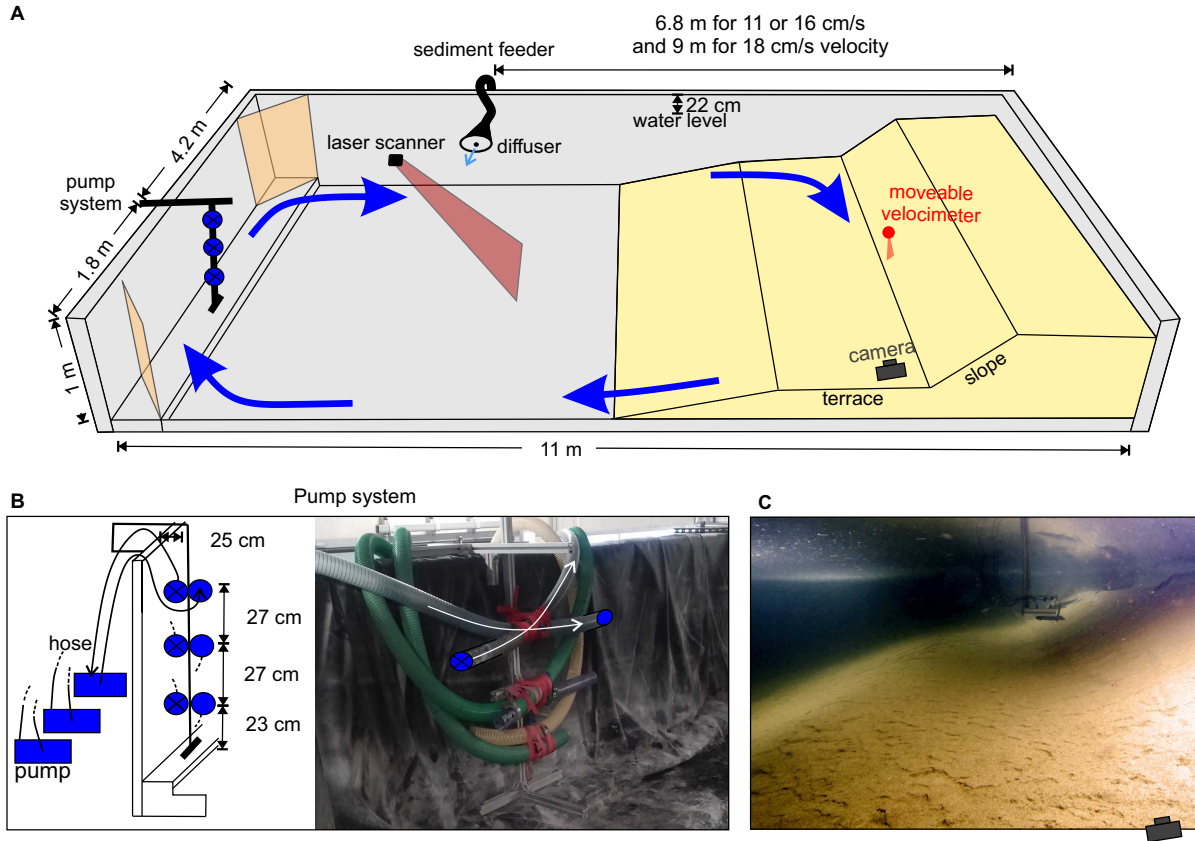 A
6.8 m for 11 or 16 cm/s
and 9 m for 18 cm/s velocity
sediment feeder
22 cm
water level
4.2 m
laser scanner
diffuser
pump
system
moveable
velocimeter
1.8 m
camera
slope
1 m
terrace
11 m
B
Pump system
C
25 cm
27 cm
hose
27 cm
23 cm
pump